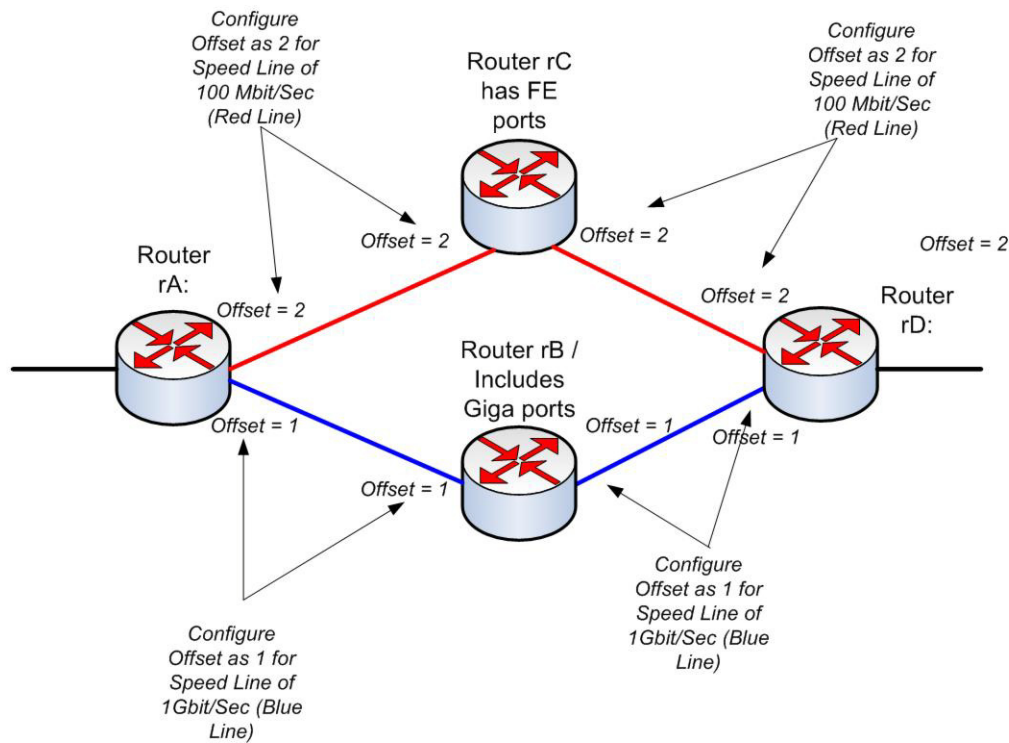 Configure
Offset as 2 for
Speed Line of
100 Mbit/Sec
(Red Line)
Router rC
has FE
ports
Configure
Offset as 2 for
Speed Line of
100 Mbit/Sec
(Red Line)
Offset = 2
Offset = 2
Offset = 2
Router
rA:
Offset = 2
Offset = 2
Router
rD:
Router rB /
Includes
Giga ports
Offset = 1
Offset = 1
Offset = 1
Offset = 1
Configure
Offset as 1 for
Speed Line of
1Gbit/Sec (Blue
Line)
Configure
Offset as 1 for
Speed Line of
1Gbit/Sec (Blue
Line)